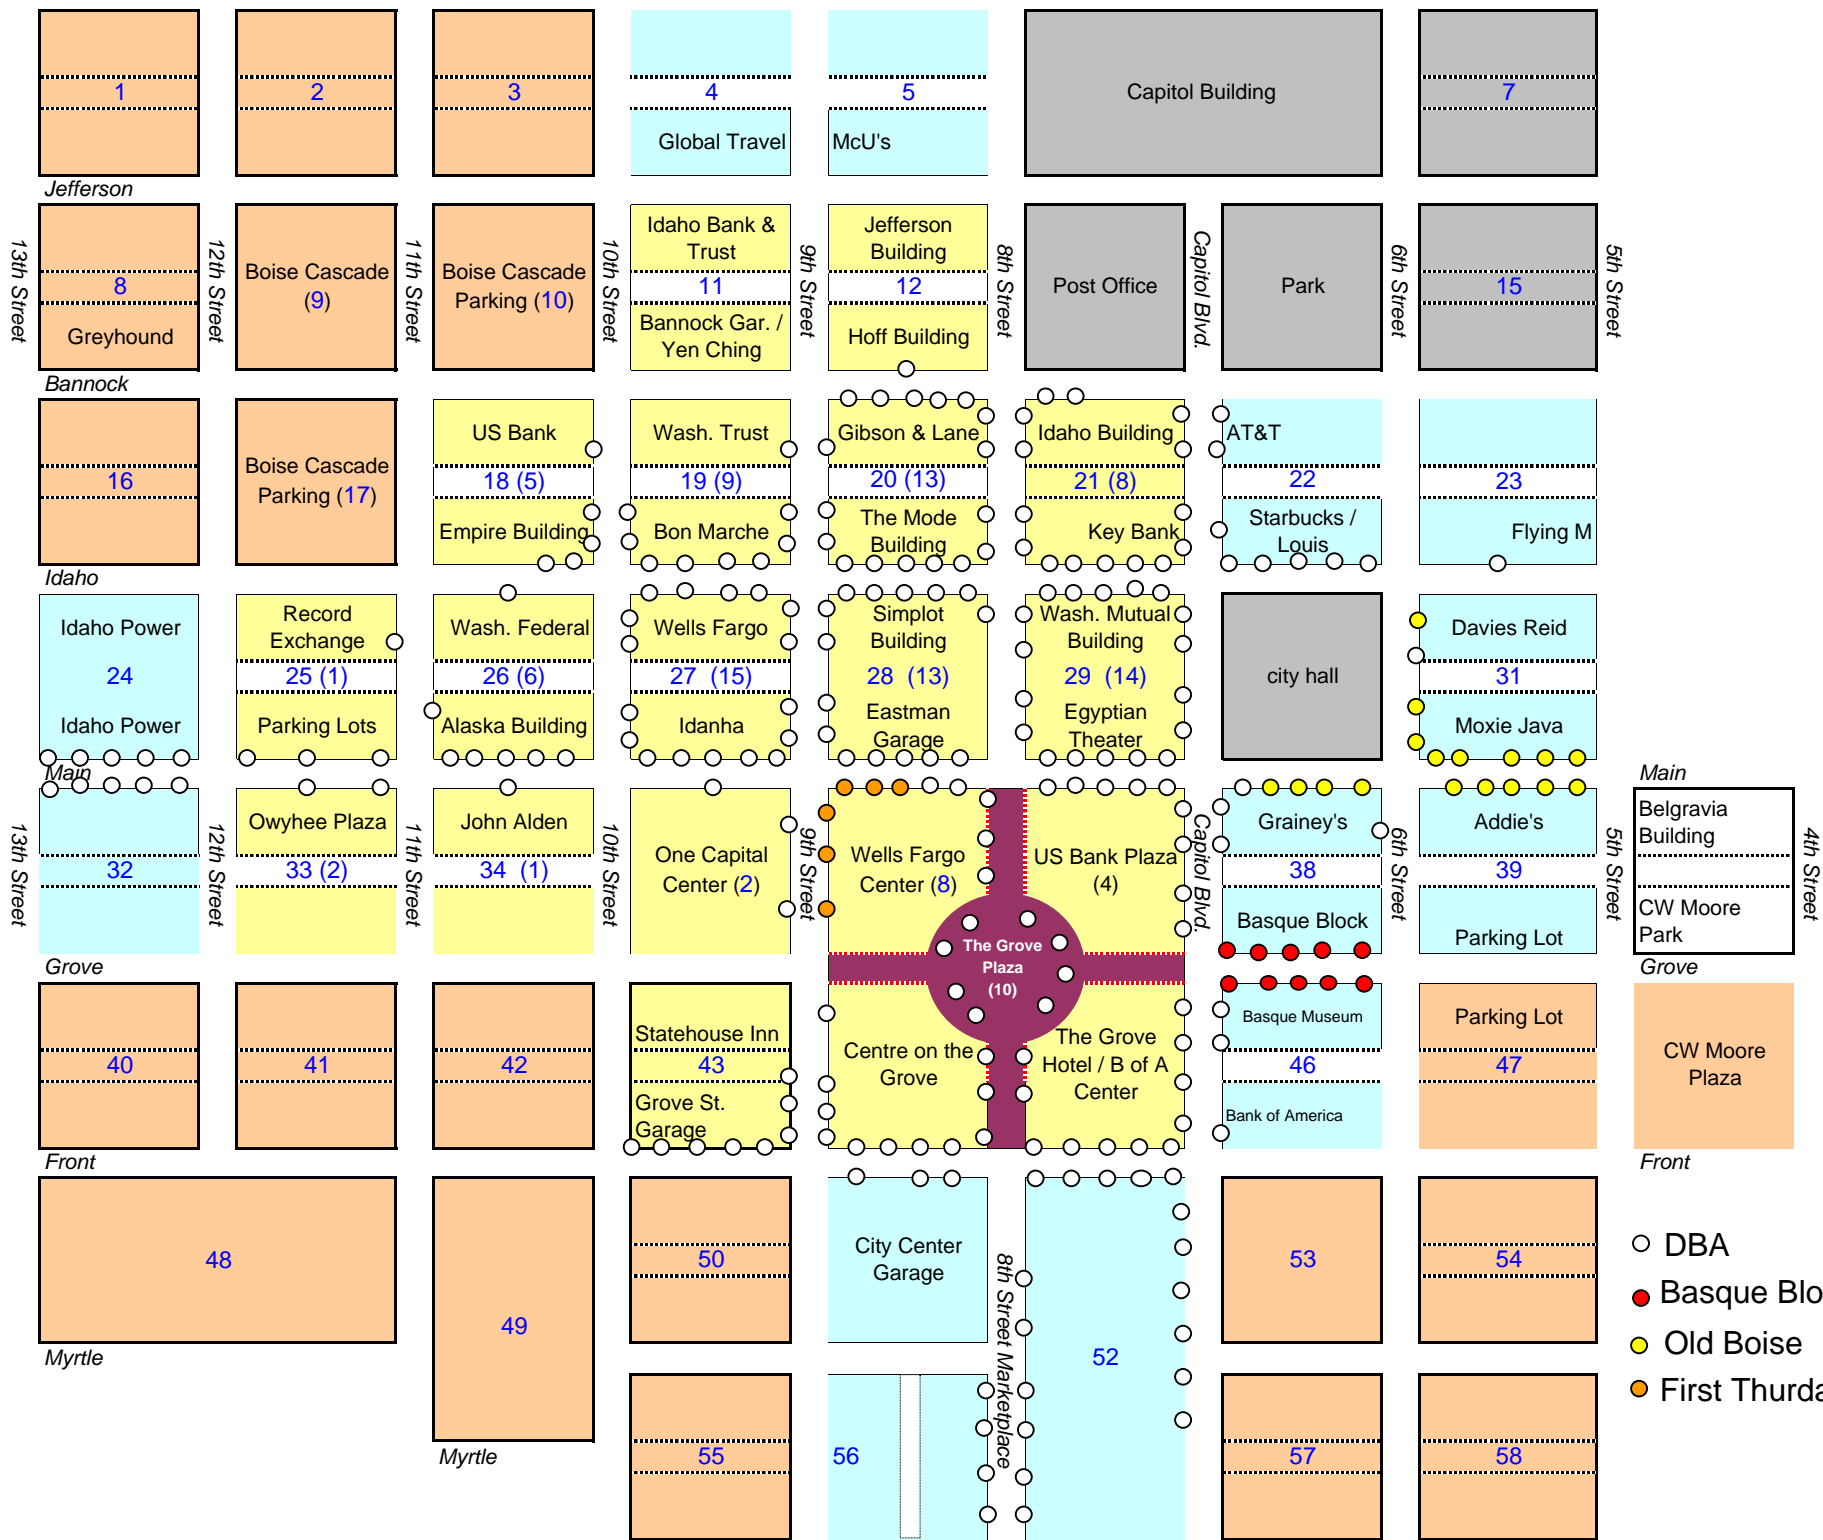 1
2
3
4
5
Capitol Building
7
Global Travel
McU's
Jefferson
13th Street
8
Greyhound
12th Street
Boise Cascade
(9)
11th Street
Boise Cascade
Parking (10)
10th Street
Idaho Bank &
Trust
11
Bannock Gar. /
Yen Ching
9th Street
Jefferson
Building
12
Hoff Building
8th Street
Post Office
Capitol Blvd.
Park
6th Street
15
5th Street
Bannock
16
Boise Cascade
Parking (17)
US Bank
18 (5)
Empire Building
Wash. Trust
19 (9)
Bon Marche
Gibson & Lane
20 (13)
The Mode
Building
Idaho Building
21 (8)
Key Bank
AT&T
22
Starbucks /
Louis
23
Flying M
Idaho
Idaho Power
24
Idaho Power
Record
Exchange
25 (1)
Parking Lots
Wash. Federal
26 (6)
Alaska Building
Wells Fargo
27 (15)
Idanha
Simplot
Building
28 (13)
Eastman
Garage
Wash. Mutual
Building
29 (14)
Egyptian
Theater
city hall
Davies Reid
31
Moxie Java
Main
Main
13th Street
32
12th Street
Owyhee Plaza
33 (2)
11th Street
John Alden
34 (1)
10th Street
One Capital
Center (2)
9th Street
Wells Fargo
Center (8)
US Bank Plaza
(4)
Capitol Blvd.
Grainey's
38
Basque Block
6th Street
Addie's
39
Parking Lot
5th Street
Belgravia
Building
CW Moore
Park
4th Street
The Grove
Plaza
(10)
Grove
Grove
40
41
42
Statehouse Inn
43
Grove St.
Garage
Centre on the
Grove
The Grove
Hotel / B of A
Center
Basque Museum
46
Bank of America
Parking Lot
47
CW Moore
Plaza
Front
Front
48
49
50
City Center
Garage
8th Street Marketplace
52
53
54
DBA
Basque Blo
Old Boise
First Thurda
Myrtle
Myrtle
55
56
57
58